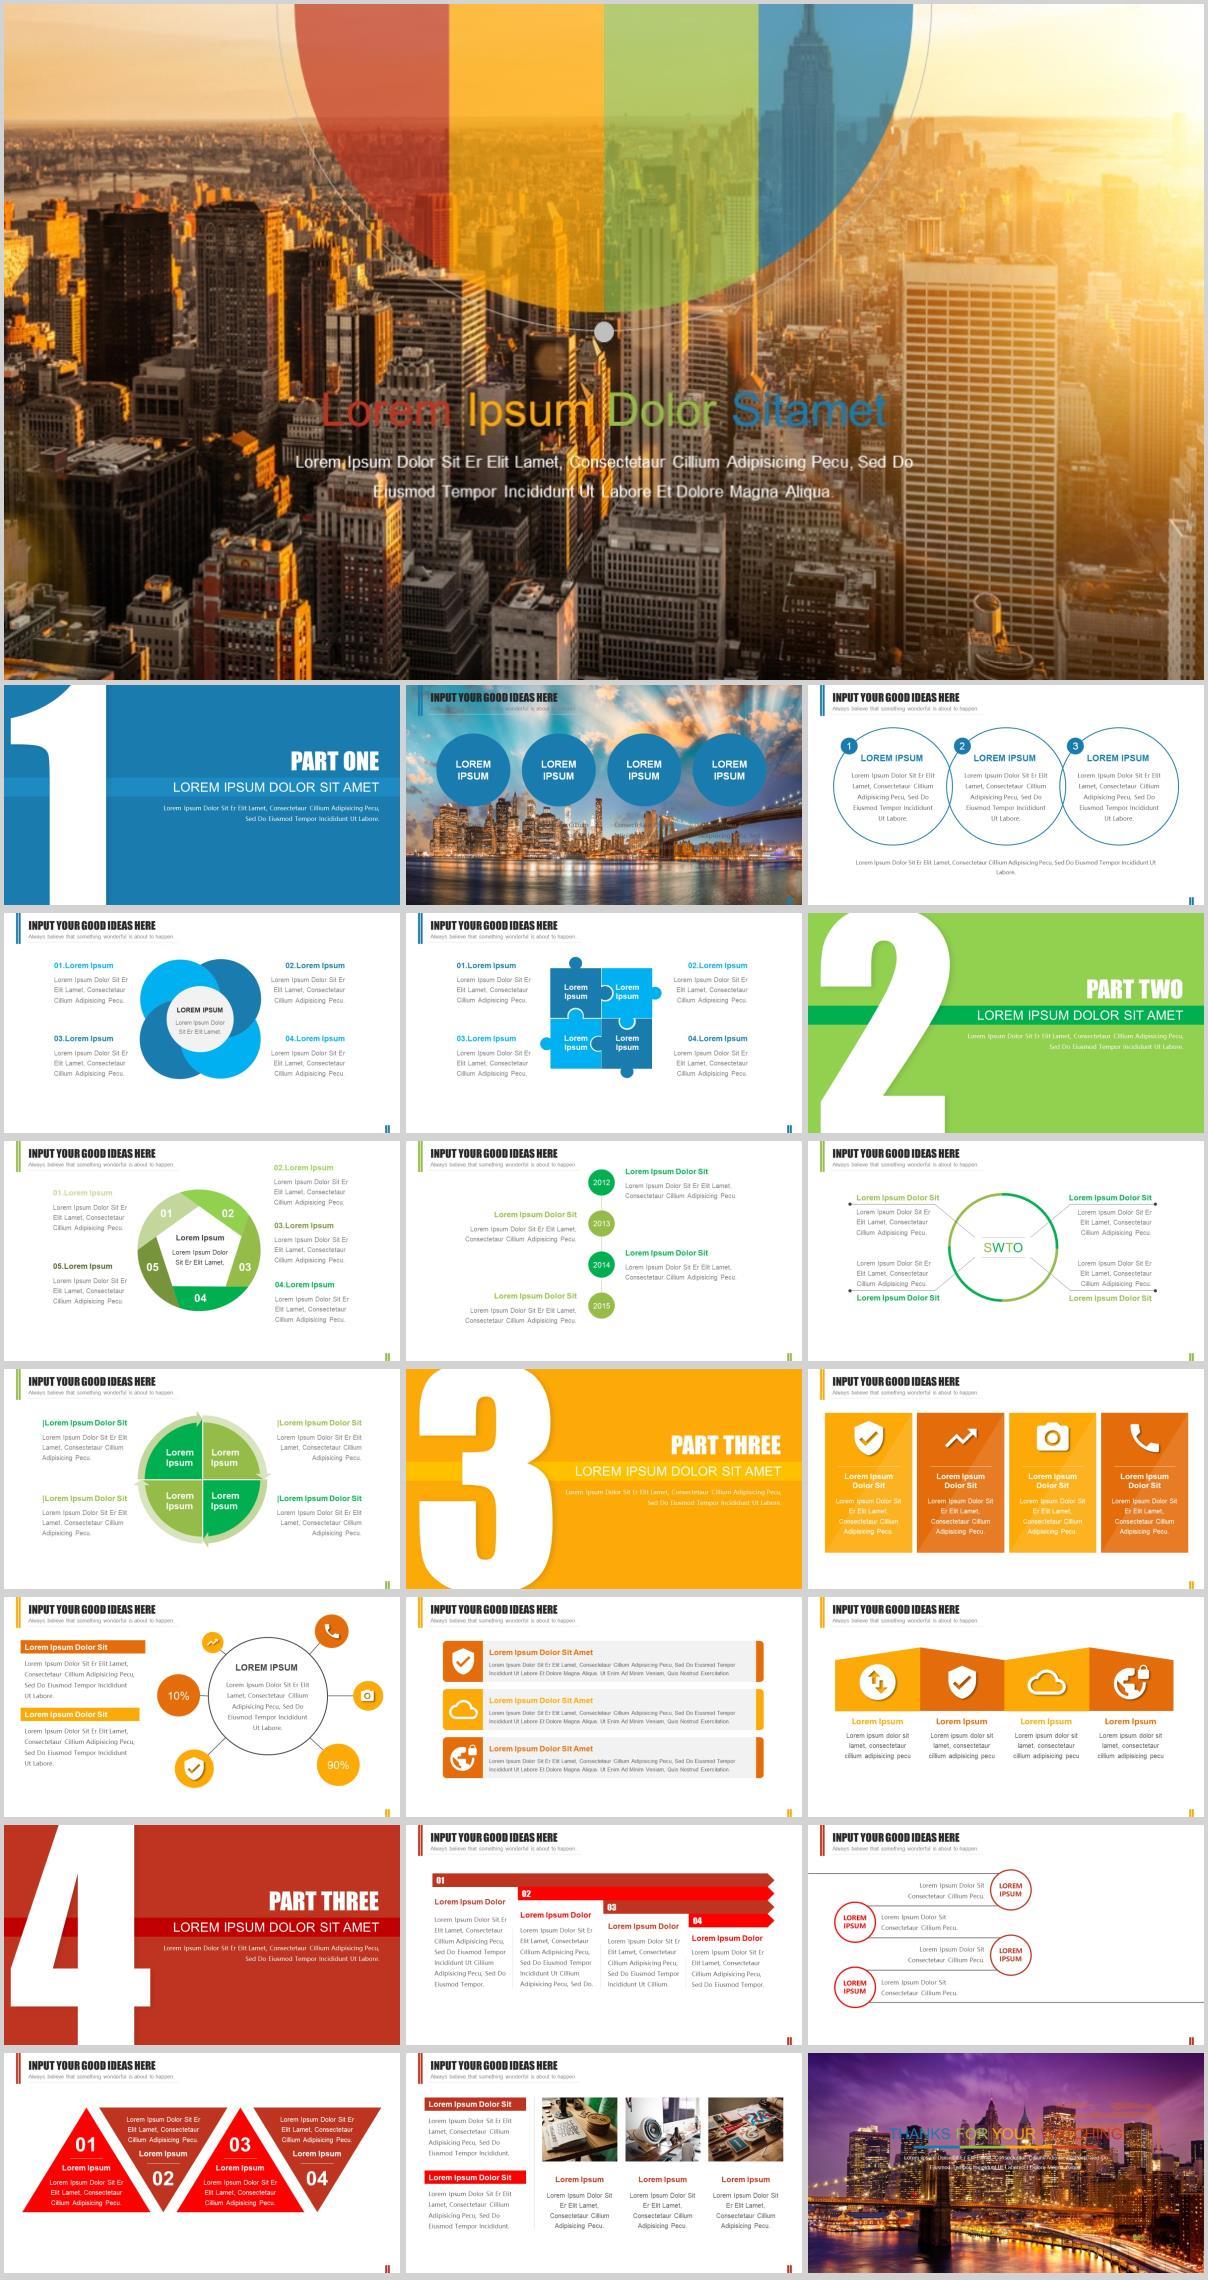 Lorem Ipsum Dolor Sitamet
Lorem Ipsum Dolor Sit Er Elit Lamet, Consectetaur Cillium Adipisicing Pecu, Sed Do
Eiusmod Tempor Incididunt Ut Labore Et Dolore Magna Aliqua.
1
PART ONE
LOREM IPSUM DOLOR SIT AMET
Lorem Ipsum Dolor Sit Er Elit Lamet, Consectetaur Cillium Adipisicing Pecu,
Sed Do Eiusmod Tempor Incididunt Ut Labore.
INPUT YOUR GOOD IDEAS HERE
wonderful is about to happen.
LOREM
IPSUM
LOREM
IPSUM
LOREM
IPSUM
LOREM
IPSUM
INPUT YOUR GOOD IDEAS HERE
Always believe that something wonderful is about to happen.
1
LOREM IPSUM
Lorem Ipsum Dolor Sit Er Elit
Lamet, Consectetaur Cillium
Adipisicing Pecu, Sed Do
Eiusmod Tempor Incididunt
Ut Labore.
2
LOREM IPSUM
Lorem Ipsum Dolor Sit Er Elit
Lamet, Consectetaur Cillium
Adipisicing Pecu, Sed Do
Eiusmod Tempor Incididunt
Ut Labore.
3
LOREM IPSUM
Lorem Ipsum Dolor Sit Er Elit
Lamet, Consectetaur Cillium
Adipisicing Pecu, Sed Do
Eiusmod Tempor Incididunt
Ut Labore.
Lorem Ipsum Dolor Sit Er Elit Lamet, Consectetaur Cillium Adipisicing Pecu, Sed Do Eiusmod Tempor Incididunt Ut
Labore.
INPUT YOUR GOOD IDEAS HERE
Always believe that something wonderful is about to happen.
01.Lorem Ipsum
Lorem Ipsum Dolor Sit Er
Elit Lamet, Consectetaur
Cillium Adipisicing Pecu.
02.Lorem Ipsum
Lorem Ipsum Dolor Sit Er
Elit Lamet, Consectetaur
Cillium Adipisicing Pecu.
LOREM IPSUM
Lorem Ipsum Dolor
Sit Er Elit Lamet.
03.Lorem Ipsum
Lorem Ipsum Dolor Sit Er
Elit Lamet, Consectetaur
Cillium Adipisicing Pecu.
04.Lorem Ipsum
Lorem Ipsum Dolor Sit Er
Elit Lamet, Consectetaur
Cillium Adipisicing Pecu.
INPUT YOUR GOOD IDEAS HERE
Always believe that something wonderful is about to happen.
01.Lorem Ipsum
Lorem Ipsum Dolor Sit Er
Elit Lamet, Consectetaur
Cillium Adipisicing Pecu.
Lorem
Ipsum
Lorem
Ipsum
02.Lorem Ipsum
Lorem Ipsum Dolor Sit Er
Elit Lamet, Consectetaur
Cillium Adipisicing Pecu.
03.Lorem Ipsum
Lorem Ipsum Dolor Sit Er
Elit Lamet, Consectetaur
Cillium Adipisicing Pecu.
Lorem
Ipsum
Lorem
Ipsum
04.Lorem Ipsum
Lorem Ipsum Dolor Sit Er
Elit Lamet, Consectetaur
Cillium Adipisicing Pecu.
2
PART TWO
LOREM IPSUM DOLOR SIT AMET
Lorem Ipsum Dolor Sit Er Elit Lamet, Consectetaur Cillium Adipisicing Pecu,
Sed Do Eiusmod Tempor Incididunt Ut Labore.
INPUT YOUR GOOD IDEAS HERE
Always believe that something wonderful is about to happen.
01.Lorem Ipsum
Lorem Ipsum Dolor Sit Er
Elit Lamet, Consectetaur
Cillium Adipisicing Pecu.
02.Lorem Ipsum
Lorem Ipsum Dolor Sit Er
Elit Lamet, Consectetaur
Cillium Adipisicing Pecu.
01
02
Lorem Ipsum
Lorem Ipsum Dolor
Sit Er Elit Lamet.
05
03
04
03.Lorem Ipsum
Lorem Ipsum Dolor Sit Er
Elit Lamet, Consectetaur
Cillium Adipisicing Pecu.
05.Lorem Ipsum
Lorem Ipsum Dolor Sit Er
Elit Lamet, Consectetaur
Cillium Adipisicing Pecu.
04.Lorem Ipsum
Lorem Ipsum Dolor Sit Er
Elit Lamet, Consectetaur
Cillium Adipisicing Pecu.
INPUT YOUR GOOD IDEAS HERE
Always believe that something wonderful is about to happen.
2012
Lorem Ipsum Dolor Sit
Lorem Ipsum Dolor Sit Er Elit Lamet,
Consectetaur Cillium Adipisicing Pecu.
Lorem Ipsum Dolor Sit
Lorem Ipsum Dolor Sit Er Elit Lamet,
Consectetaur Cillium Adipisicing Pecu.
2013
2014
Lorem Ipsum Dolor Sit
Lorem Ipsum Dolor Sit Er Elit Lamet,
Consectetaur Cillium Adipisicing Pecu.
Lorem Ipsum Dolor Sit
Lorem Ipsum Dolor Sit Er Elit Lamet,
Consectetaur Cillium Adipisicing Pecu.
2015
INPUT YOUR GOOD IDEAS HERE
Always believe that something wonderful is about to happen.
Lorem Ipsum Dolor Sit
Lorem Ipsum Dolor Sit Er
Elit Lamet, Consectetaur
Cillium Adipisicing Pecu.
Lorem Ipsum Dolor Sit
Lorem Ipsum Dolor Sit Er
Elit Lamet, Consectetaur
Cillium Adipisicing Pecu.
SWTO
Lorem Ipsum Dolor Sit Er
Elit Lamet, Consectetaur
Cillium Adipisicing Pecu.
Lorem Ipsum Dolor Sit
Lorem Ipsum Dolor Sit Er
Elit Lamet, Consectetaur
Cillium Adipisicing Pecu.
Lorem Ipsum Dolor Sit
INPUT YOUR GOOD IDEAS HERE
Always believe that something wonderful is about to happen.
|Lorem Ipsum Dolor Sit
Lorem Ipsum Dolor Sit Er Elit
Lamet, Consectetaur Cillium
Adipisicing Pecu.
Lorem
Ipsum
Lorem
Ipsum
|Lorem Ipsum Dolor Sit
Lorem Ipsum Dolor Sit Er Elit
Lamet, Consectetaur Cillium
Adipisicing Pecu.
|Lorem Ipsum Dolor Sit
Lorem Ipsum Dolor Sit Er Elit
Lamet, Consectetaur Cillium
Adipisicing Pecu.
Lorem
Ipsum
Lorem
Ipsum
|Lorem Ipsum Dolor Sit
Lorem Ipsum Dolor Sit Er Elit
Lamet, Consectetaur Cillium
Adipisicing Pecu.
3
PART THREE
LOREM IPSUM DOLOR SIT AMET
Lorem Ipsum Dolor Sit Er Elit Lamet, Consectetaur Cillium Adipisicing Pecu,
Sed Do Eiusmod Tempor Incididunt Ut Labore.
INPUT YOUR GOOD IDEAS HERE
Always believe that something wonderful is about to happen.
Lorem Ipsum
Dolor Sit
Lorem Ipsum Dolor Sit
Er Elit Lamet,
Consectetaur Cillium
Adipisicing Pecu.
Lorem Ipsum
Dolor Sit
Lorem Ipsum Dolor Sit
Er Elit Lamet,
Consectetaur Cillium
Adipisicing Pecu.
Lorem Ipsum
Dolor Sit
Lorem Ipsum Dolor Sit
Er Elit Lamet,
Consectetaur Cillium
Adipisicing Pecu.
Lorem Ipsum
Dolor Sit
Lorem Ipsum Dolor Sit
Er Elit Lamet,
Consectetaur Cillium
Adipisicing Pecu.
INPUT YOUR GOOD IDEAS HERE
Always believe that something wonderful is about to happen.
Lorem Ipsum Dolor Sit
Lorem Ipsum Dolor Sit Er Elit Lamet,
Consectetaur Cillium Adipisicing Pecu,
Sed Do Eiusmod Tempor Incididunt
Ut Labore.
Lorem Ipsum Dolor Sit
Lorem Ipsum Dolor Sit Er Elit Lamet,
Consectetaur Cillium Adipisicing Pecu,
Sed Do Eiusmod Tempor Incididunt
Ut Labore.
10%
LOREM IPSUM
Lorem Ipsum Dolor Sit Er Elit
Lamet, Consectetaur Cillium
Adipisicing Pecu, Sed Do
Eiusmod Tempor Incididunt
Ut Labore.
90%
INPUT YOUR GOOD IDEAS HERE
Always believe that something wonderful is about to happen.
Lorem Ipsum Dolor Sit Amet
Lorem Ipsum Dolor Sit Er Elit Lamet, Consectetaur Cillium Adipisicing Pecu, Sed Do Eiusmod Tempor
Incididunt Ut Labore Et Dolore Magna Aliqua. Ut Enim Ad Minim Veniam, Quis Nostrud Exercitation.
Lorem Ipsum Dolor Sit Amet
Lorem Ipsum Dolor Sit Er Elit Lamet, Consectetaur Cillium Adipisicing Pecu, Sed Do Eiusmod Tempor
Incididunt Ut Labore Et Dolore Magna Aliqua. Ut Enim Ad Minim Veniam, Quis Nostrud Exercitation.
Lorem Ipsum Dolor Sit Amet
Lorem Ipsum Dolor Sit Er Elit Lamet, Consectetaur Cillium Adipisicing Pecu, Sed Do Eiusmod Tempor
Incididunt Ut Labore Et Dolore Magna Aliqua. Ut Enim Ad Minim Veniam, Quis Nostrud Exercitation.
INPUT YOUR GOOD IDEAS HERE
Always believe that something wonderful is about to happen.
Lorem Ipsum
Lorem ipsum dolor sit
lamet, consectetaur
cillium adipisicing pecu
Lorem Ipsum
Lorem ipsum dolor sit
lamet, consectetaur
cillium adipisicing pecu
Lorem Ipsum
Lorem ipsum dolor sit
lamet, consectetaur
cillium adipisicing pecu
Lorem Ipsum
Lorem ipsum dolor sit
lamet, consectetaur
cillium adipisicing pecu
4
PART THREE
LOREM IPSUM DOLOR SIT AMET
Lorem Ipsum Dolor Sit Er Elit Lamet, Consectetaur Cillium Adipisicing Pecu,
Sed Do Eiusmod Tempor Incididunt Ut Labore.
INPUT YOUR GOOD IDEAS HERE
Always believe that something wonderful is about to happen.
01
Lorem Ipsum Dolor
Lorem Ipsum Dolor Sit Er
Elit Lamet, Consectetaur
Cillium Adipisicing Pecu,
Sed Do Eiusmod Tempor
Incididunt Ut Cillium
Adipisicing Pecu, Sed Do
Eiusmod Tempor.
02
Lorem Ipsum Dolor
Lorem Ipsum Dolor Sit Er
Elit Lamet, Consectetaur
Cillium Adipisicing Pecu,
Sed Do Eiusmod Tempor
Incididunt Ut Cillium
Adipisicing Pecu, Sed Do.
03
Lorem Ipsum Dolor
Lorem Ipsum Dolor Sit Er
Elit Lamet, Consectetaur
Cillium Adipisicing Pecu,
Sed Do Eiusmod Tempor
Incididunt Ut Cillium.
04
Lorem Ipsum Dolor
Lorem Ipsum Dolor Sit Er
Elit Lamet, Consectetaur
Cillium Adipisicing Pecu,
Sed Do Eiusmod Tempor.
INPUT YOUR GOOD IDEAS HERE
Always believe that something wonderful is about to happen.
Lorem Ipsum Dolor Sit
Consectetaur Cillium Pecu.
LOREM
IPSUM
LOREM
IPSUM
Lorem Ipsum Dolor Sit
Consectetaur Cillium Pecu.
Lorem Ipsum Dolor Sit
Consectetaur Cillium Pecu.
LOREM
IPSUM
LOREM
IPSUM
Lorem Ipsum Dolor Sit
Consectetaur Cillium Pecu.
INPUT YOUR GOOD IDEAS HERE
Always believe that something wonderful is about to happen.
01
Lorem Ipsum
Lorem Ipsum Dolor Sit Er
Elit Lamet, Consectetaur
Cillium Adipisicing Pecu.
Lorem Ipsum Dolor Sit Er
Elit Lamet, Consectetaur
Cillium Adipisicing Pecu.
Lorem Ipsum
02
03
Lorem Ipsum
Lorem Ipsum Dolor Sit Er
Elit Lamet, Consectetaur
Cillium Adipisicing Pecu.
Lorem Ipsum Dolor Sit Er
Elit Lamet, Consectetaur
Cillium Adipisicing Pecu.
Lorem Ipsum
04
INPUT YOUR GOOD IDEAS HERE
Always believe that something wonderful is about to happen.
Lorem Ipsum Dolor Sit
Lorem Ipsum Dolor Sit Er Elit
Lamet, Consectetaur Cillium
Adipisicing Pecu, Sed Do
Eiusmod Tempor Incididunt.
Lorem Ipsum Dolor Sit
Lorem Ipsum Dolor Sit Er Elit
Lamet, Consectetaur Cillium
Adipisicing Pecu, Sed Do
Eiusmod Tempor Incididunt.
Lorem Ipsum
Lorem Ipsum Dolor Sit
Er Elit Lamet,
Consectetaur Cillium
Adipisicing Pecu.
Lorem Ipsum
Lorem Ipsum Dolor Sit
Er Elit Lamet,
Consectetaur Cillium
Adipisicing Pecu.
Lorem Ipsum
Lorem Ipsum Dolor Sit
Er Elit Lamet,
Consectetaur Cillium
Adipisicing Pecu.
THANKS FOR YOUR WATCHING